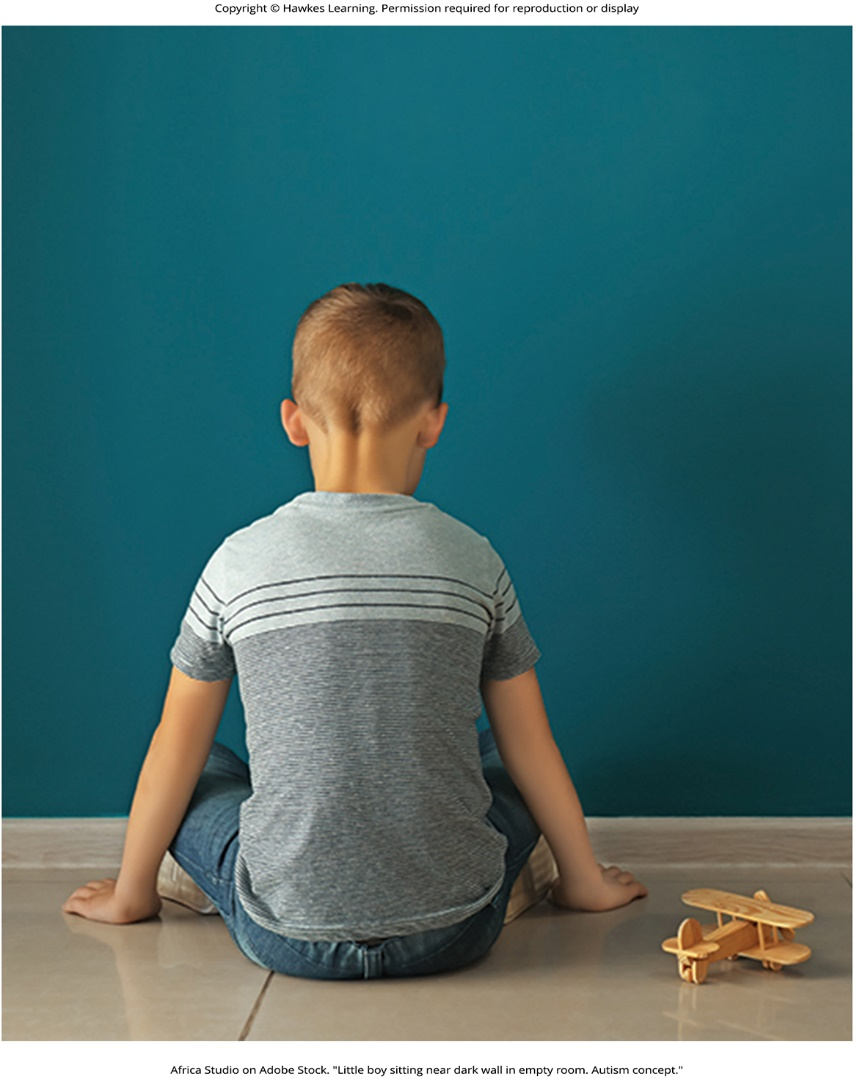 Copyright © Hawkes Learning. Permission required for reproduction or display
Africa Studio on Adobe Stock. "Little boy sitting near dark wall in empty room. Autism concept."